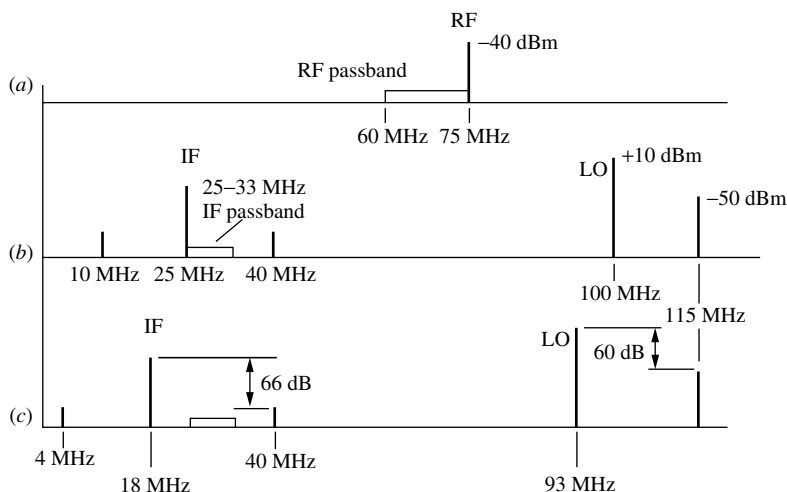 RF
−40 dBm
RF passband
(a)
60 MHz 75 MHz
IF
LO +10 dBm
25–33 MHz
IF passband
−50 dBm
(b)
10 MHz 25 MHz 40 MHz
100 MHz
115 MHz
IF
LO
60 dB
66 dB
(c)
4 MHz 40 MHz
18 MHz 93 MHz